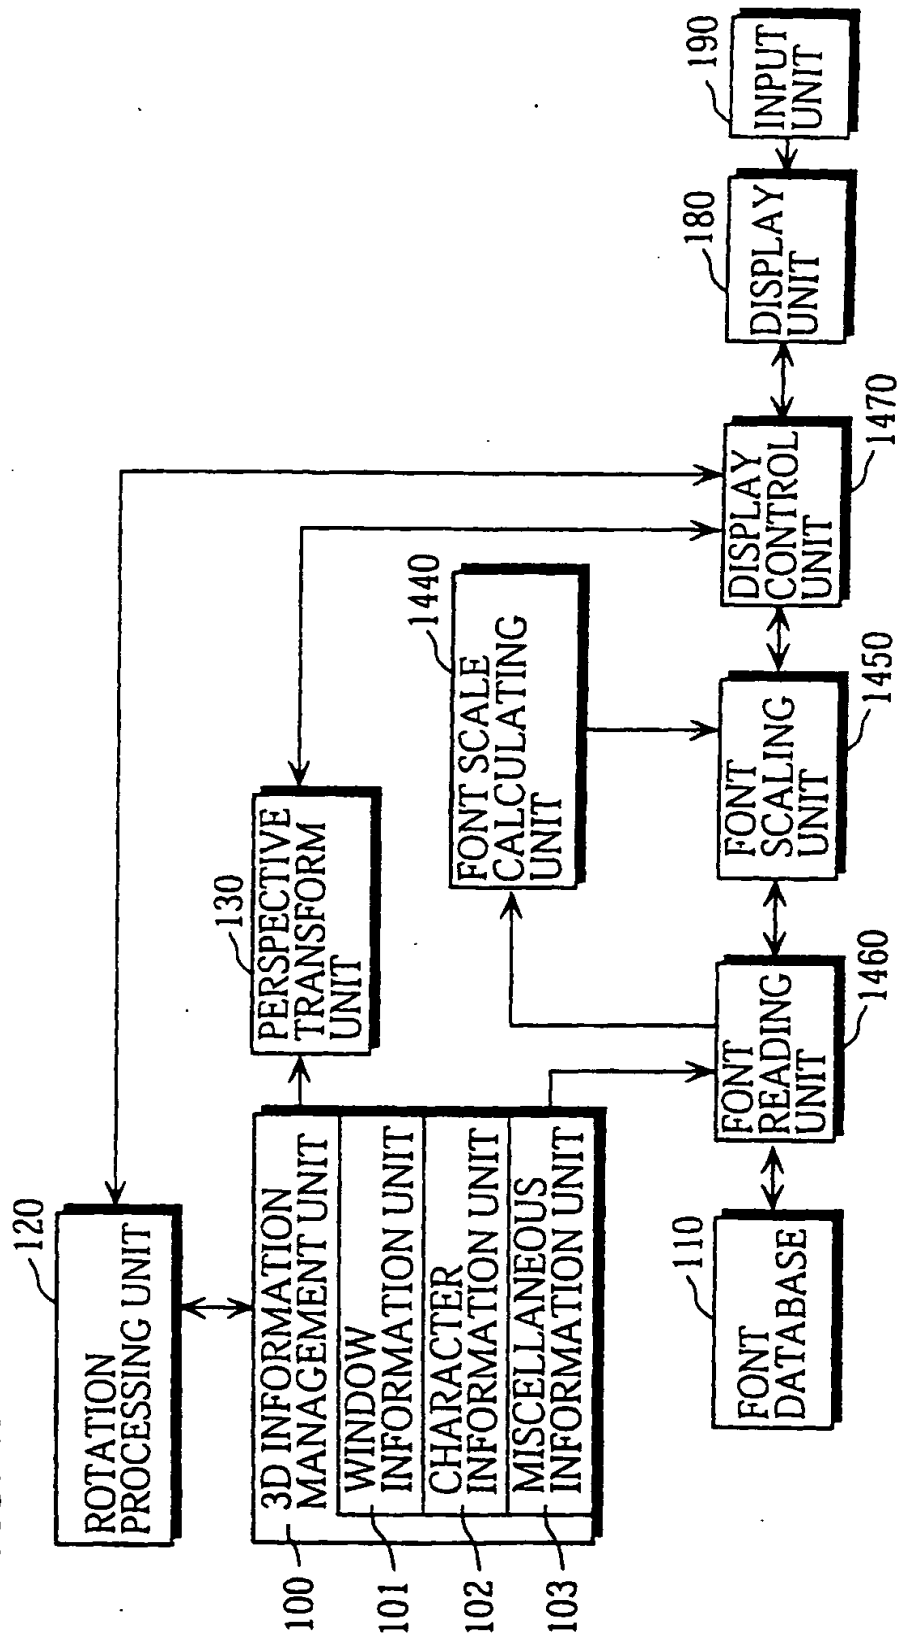 120
ROTATION
PROCESSING UNIT
100
3D INFORMATION
MANAGEMENT UNIT
101
WINDOW
INFORMATION UNIT
102
CHARACTER
INFORMATION UNIT
103
MISCELLANEOUS
INFORMATION UNIT
130
PERSPECTIVE
TRANSFORM
UNIT
1440
FONT SCALE
CALCULATING
UNIT
110
FONT
DATABASE
FONT
READING
UNIT
1460
FONT
SCALING
UNIT
1450
DISPLAY
CONTROL
UNIT
1470
180
DISPLAY
UNIT
190
INPUT
UNIT